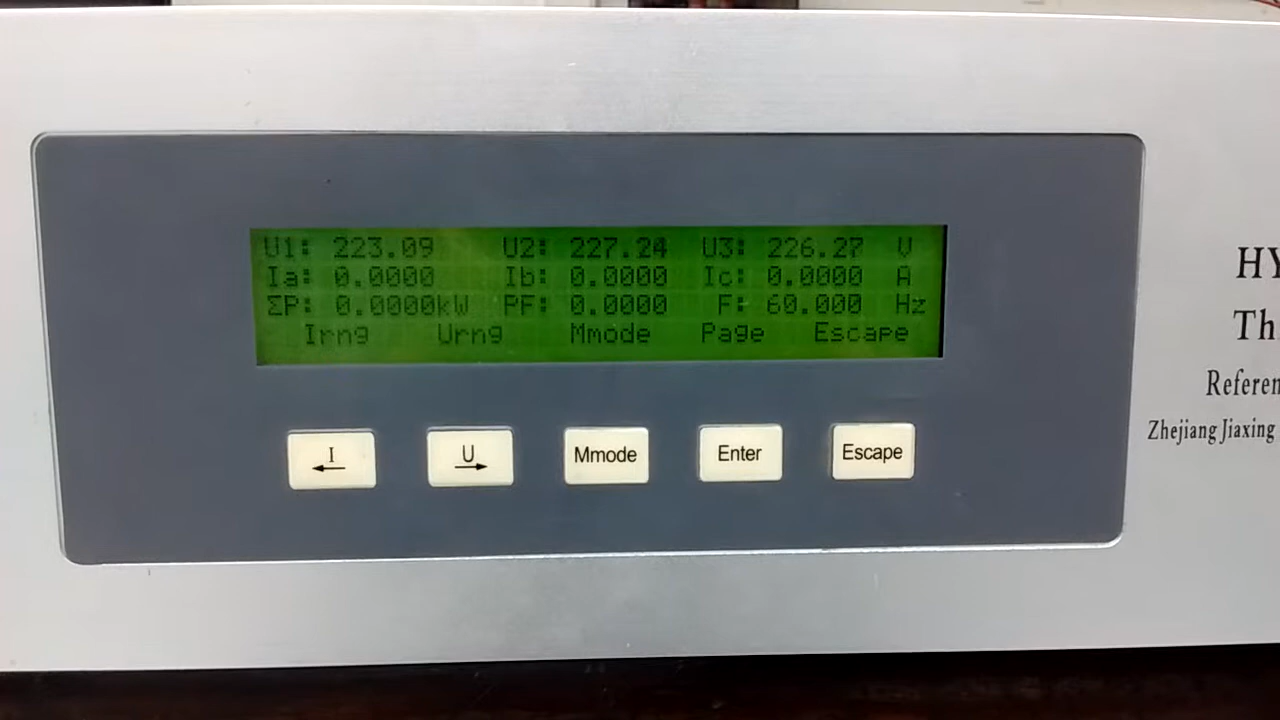 U1: 223.09 U2: 227.24 U3: 226.27 V
Ia: 0.0000 Ib: 0.0000 Ic: 0.0000 A
ΣP: 0.0000kW PF: 0.0000 F: 60.000 Hz
Irng Urng Mmode Page Escape
I ← U → Mmode Enter Escape
HY
Th
Referen
Zhejiang Jiaxing